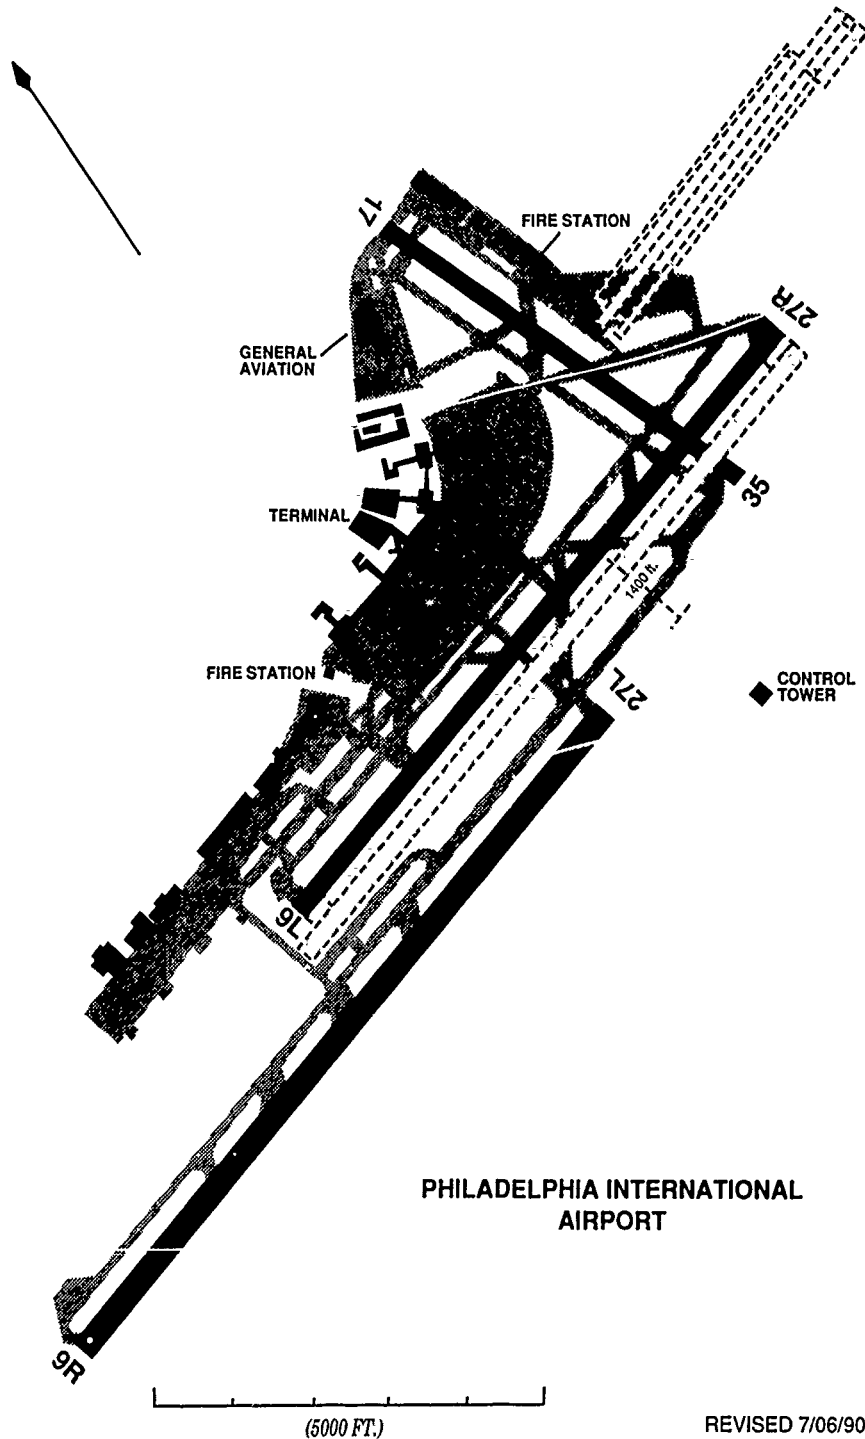 17
FIRE STATION
27R
GENERAL
AVIATION
35
TERMINAL
1400 ft.
FIRE STATION
27L
CONTROL
TOWER
9L
PHILADELPHIA INTERNATIONAL
AIRPORT
9R
(5000 FT.)
REVISED 7/06/90